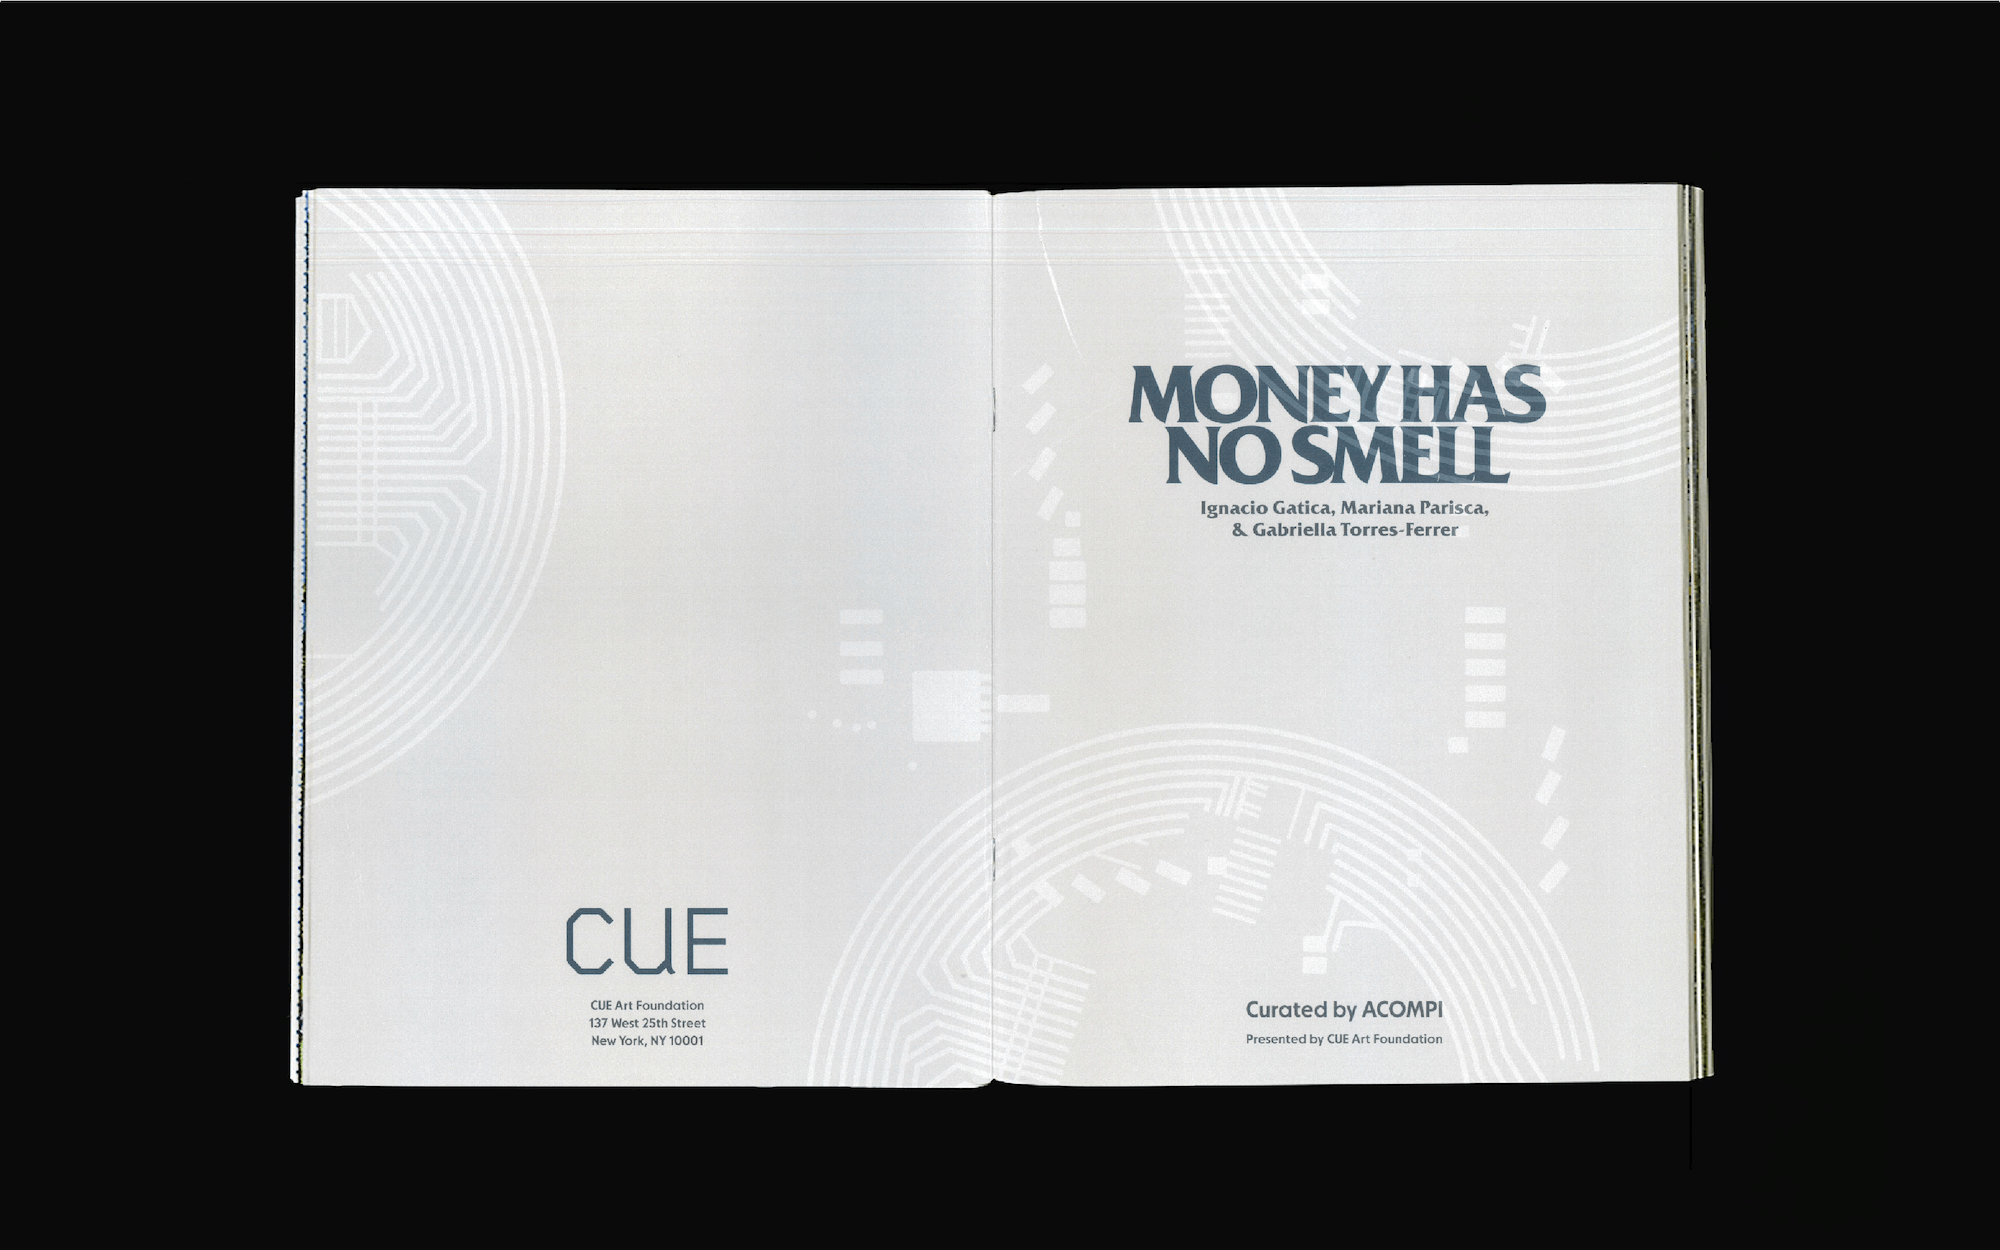 CUE
CUE Art Foundation
137 West 25th Street
New York, NY 10001
MONEY HAS
NO SMELL
Ignacio Gatica, Mariana Parisca,
& Gabriella Torres-Ferrer
Curated by ACOMPI
Presented by CUE Art Foundation